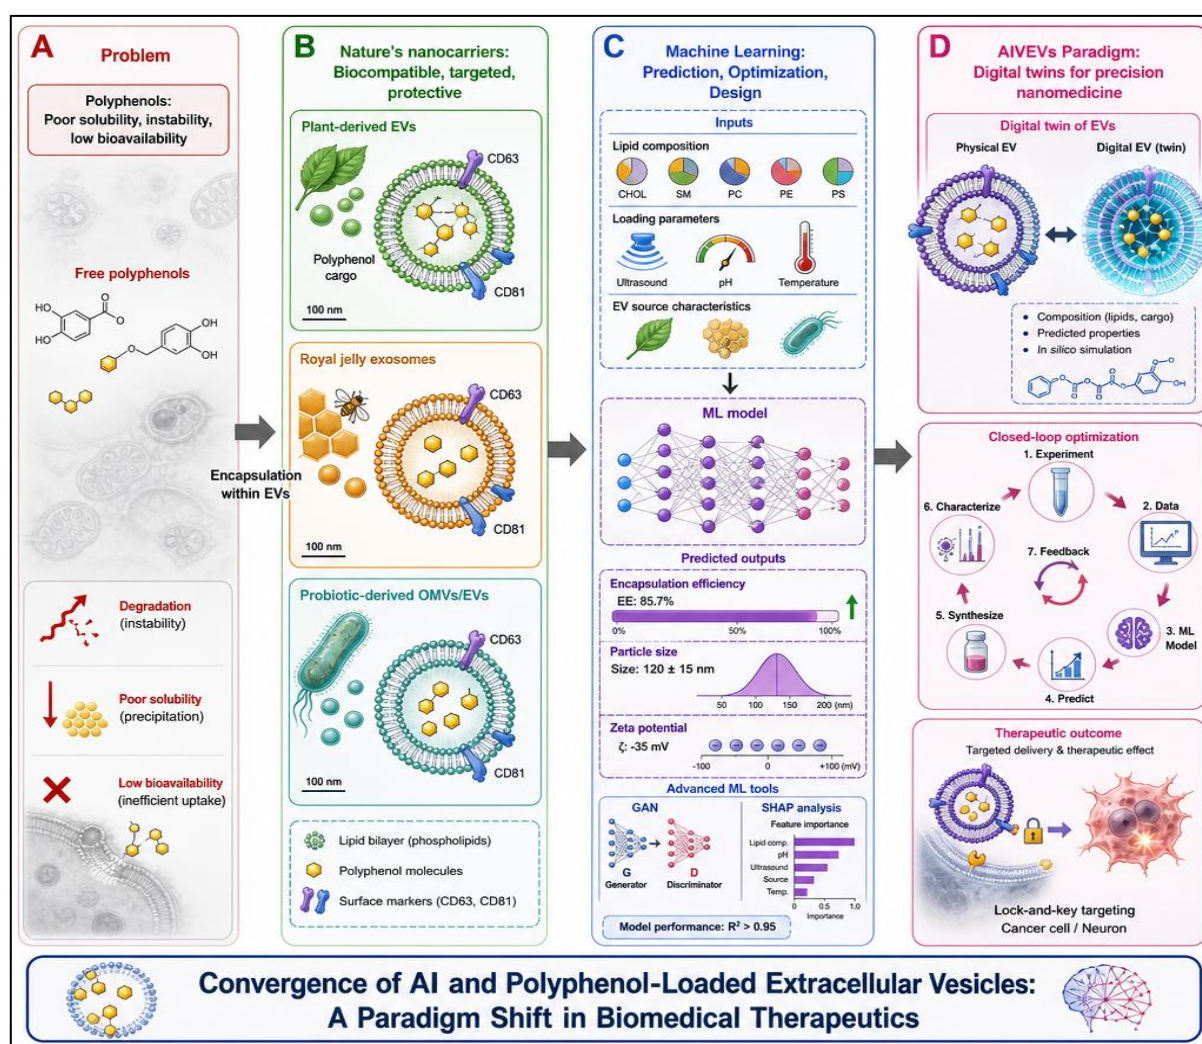 A
Problem
Polyphenols:
Poor solubility, instability,
low bioavailability
Free polyphenols
HO
HO
O
O
O
OH
OH
Degradation
(instability)
Poor solubility
(precipitation)
Low bioavailability
(inefficient uptake)
Encapsulation
within EVs
B
Nature's nanocarriers:
Biocompatible, targeted,
protective
Plant-derived EVs
CD63
Polyphenol
cargo
CD81
100 nm
Royal jelly exosomes
CD63
CD81
100 nm
Probiotic-derived OMVs/EVs
CD63
CD81
100 nm
Lipid bilayer (phospholipids)
Polyphenol molecules
Surface markers (CD63, CD81)
C
Machine Learning:
Prediction, Optimization,
Design
Inputs
Lipid composition
CHOL SM PC PE PS
Loading parameters
Ultrasound pH Temperature
EV source characteristics
ML model
Predicted outputs
Encapsulation efficiency
EE: 85.7%
0% 50% 100%
Particle size
Size: 120 ± 15 nm
50 100 150 200 (nm)
Zeta potential
ζ: -35 mV
-100 0 +100 (mV)
Advanced ML tools
GAN
G D
Generator Discriminator
SHAP analysis
Feature importance
Lipid comp.
pH
Ultrasound
Source
Temp.
0 0.5 1.0
Importance
Model performance: R² > 0.95
D
AIVEVs Paradigm:
Digital twins for precision
nanomedicine
Digital twin of EVs
Physical EV Digital EV (twin)
• Composition (lipids, cargo)
• Predicted properties
• In silico simulation
O
O
O
O
O
O
OH
Closed-loop optimization
1. Experiment
2. Data
3. ML
Model
4. Predict
5. Synthesize
6. Characterize
7. Feedback
Therapeutic outcome
Targeted delivery & therapeutic effect
Lock-and-key targeting
Cancer cell / Neuron
Convergence of AI and Polyphenol-Loaded Extracellular Vesicles:
A Paradigm Shift in Biomedical Therapeutics